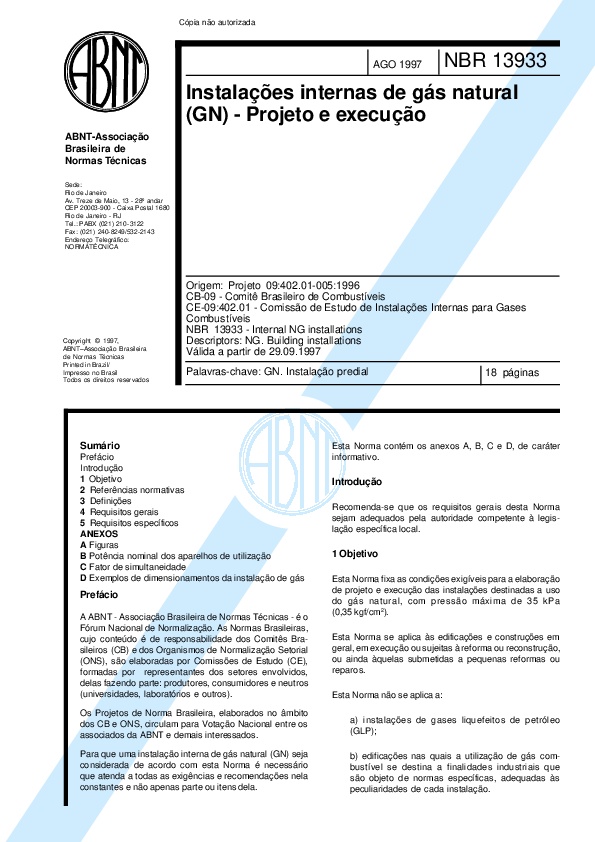 Cópia não autorizada
ABNT
AGO 1997
NBR 13933
Instalações internas de gás natural
(GN) - Projeto e execução
ABNT-Associação
Brasileira de
Normas Técnicas
Sede:
Rio de Janeiro
Av. Treze de Maio, 13 - 28º andar
CEP 20003-900 - Caixa Postal 1680
Rio de Janeiro - RJ
Tel.: PABX (021) 210-3122
Fax: (021) 240-8249/532-2143
Endereço Telegráfico:
NORMATÉCNICA
Copyright © 1997,
ABNT–Associação Brasileira
de Normas Técnicas
Printed in Brazil/
Impresso no Brasil
Todos os direitos reservados
Origem: Projeto 09:402.01-005:1996
CB-09 - Comitê Brasileiro de Combustíveis
CE-09:402.01 - Comissão de Estudo de Instalações Internas para Gases
Combustíveis
NBR 13933 - Internal NG installations
Descriptors: NG. Building installations
Válida a partir de 29.09.1997
Palavras-chave: GN. Instalação predial
18 páginas
Sumário
Prefácio
Introdução
1 Objetivo
2 Referências normativas
3 Definições
4 Requisitos gerais
5 Requisitos específicos
ANEXOS
A Figuras
B Potência nominal dos aparelhos de utilização
C Fator de simultaneidade
D Exemplos de dimensionamentos da instalação de gás
Prefácio
A ABNT - Associação Brasileira de Normas Técnicas - é o
Fórum Nacional de Normalização. As Normas Brasileiras,
cujo conteúdo é de responsabilidade dos Comitês Bra-
sileiros (CB) e dos Organismos de Normalização Setorial
(ONS), são elaboradas por Comissões de Estudo (CE),
formadas por representantes dos setores envolvidos,
delas fazendo parte: produtores, consumidores e neutros
(universidades, laboratórios e outros).
Os Projetos de Norma Brasileira, elaborados no âmbito
dos CB e ONS, circulam para Votação Nacional entre os
associados da ABNT e demais interessados.
Para que uma instalação interna de gás natural (GN) seja
considerada de acordo com esta Norma é necessário
que atenda a todas as exigências e recomendações nela
constantes e não apenas parte ou itens dela.
Esta Norma contém os anexos A, B, C e D, de caráter
informativo.
Introdução
Recomenda-se que os requisitos gerais desta Norma
sejam adequados pela autoridade competente à legis-
lação específica local.
1 Objetivo
Esta Norma fixa as condições exigíveis para a elaboração
de projeto e execução das instalações destinadas a uso
do gás natural, com pressão máxima de 35 kPa
(0,35 kgf/cm²).
Esta Norma se aplica às edificações e construções em
geral, em execução ou sujeitas à reforma ou reconstrução,
ou ainda àquelas submetidas a pequenas reformas ou
reparos.
Esta Norma não se aplica a:
a) instalações de gases liquefeitos de petróleo
(GLP);
b) edificações nas quais a utilização de gás com-
bustível se destina a finalidades industriais que
são objeto de normas específicas, adequadas às
peculiaridades de cada instalação.